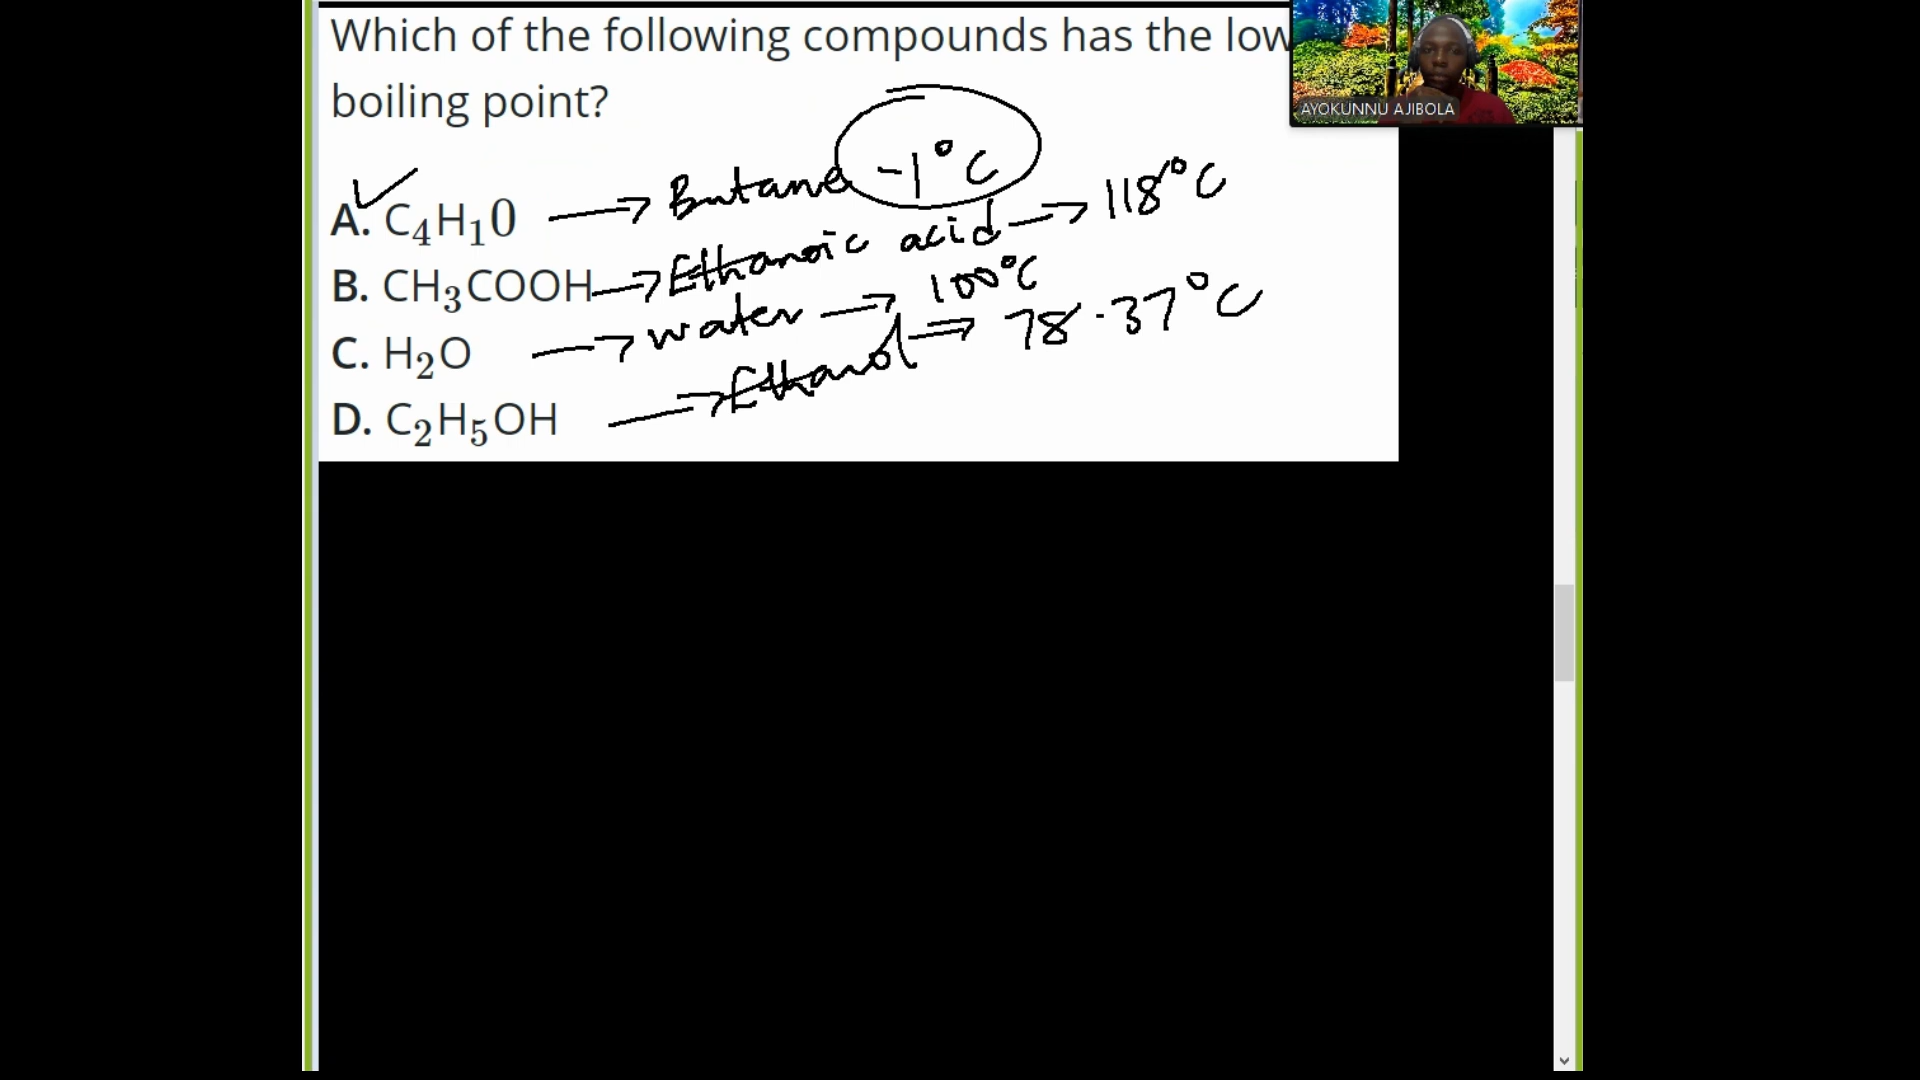 Which of the following compounds has the low
AYOKUNNU AJIBOLA
boiling point?
A. C₄H₁0 → Butane -1°C
B. CH₃COOH → Ethanoic acid → 118°C
C. H₂O → water → 100°C
D. C₂H₅OH → Ethanol → 78.37°C